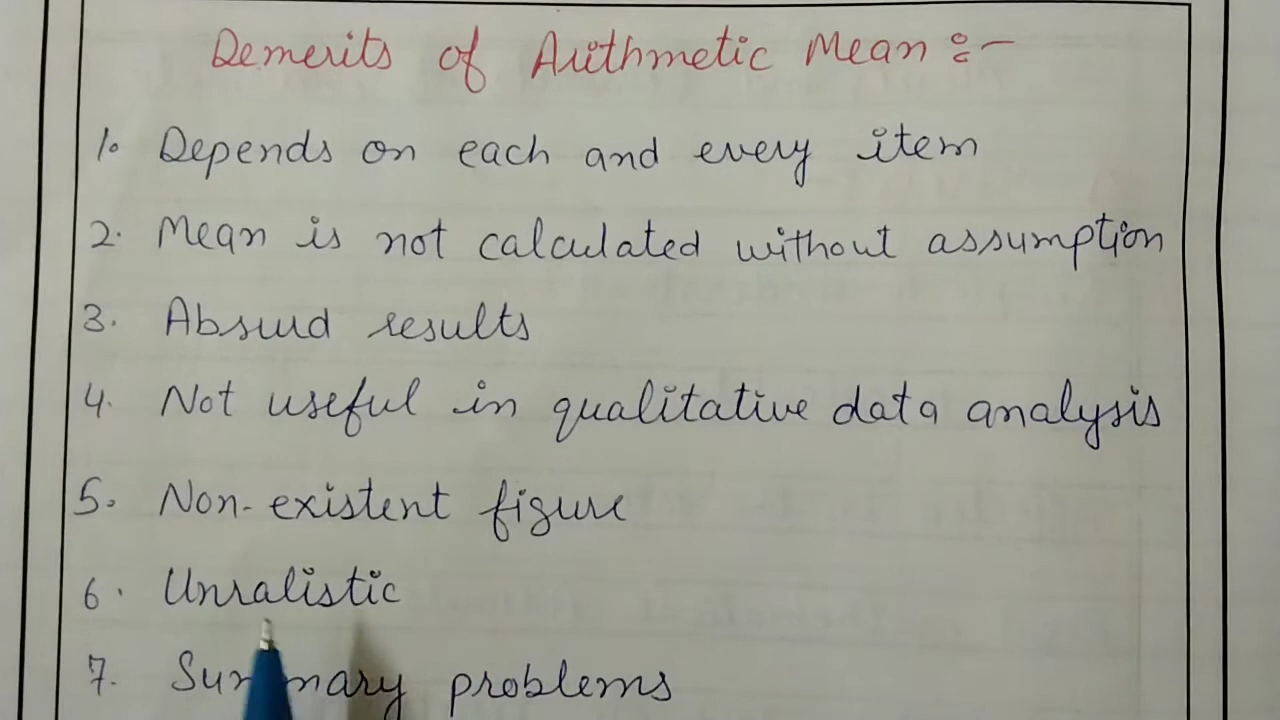 Demerits of Arithmetic Mean :-
1. Depends on each and every item
2. Mean is not calculated without assumption
3. Absurd results
4. Not useful in qualitative data analysis
5. Non-existent figure
6. Unralistic
7. Summary problems